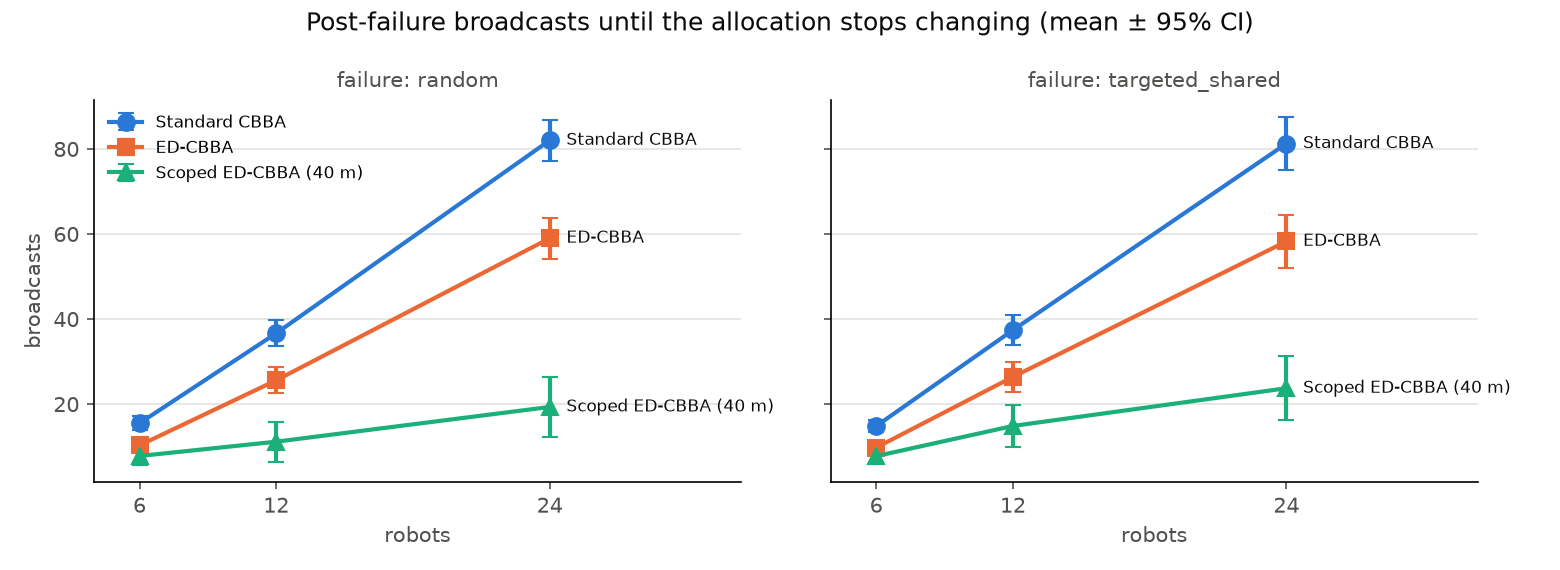 Post-failure broadcasts until the allocation stops changing (mean ± 95% CI)
failure: random
Standard CBBA
ED-CBBA
Scoped ED-CBBA (40 m)
Standard CBBA
ED-CBBA
Scoped ED-CBBA (40 m)
broadcasts
80
60
40
20
6
12
24
robots
failure: targeted_shared
Standard CBBA
ED-CBBA
Scoped ED-CBBA (40 m)
6
12
24
robots